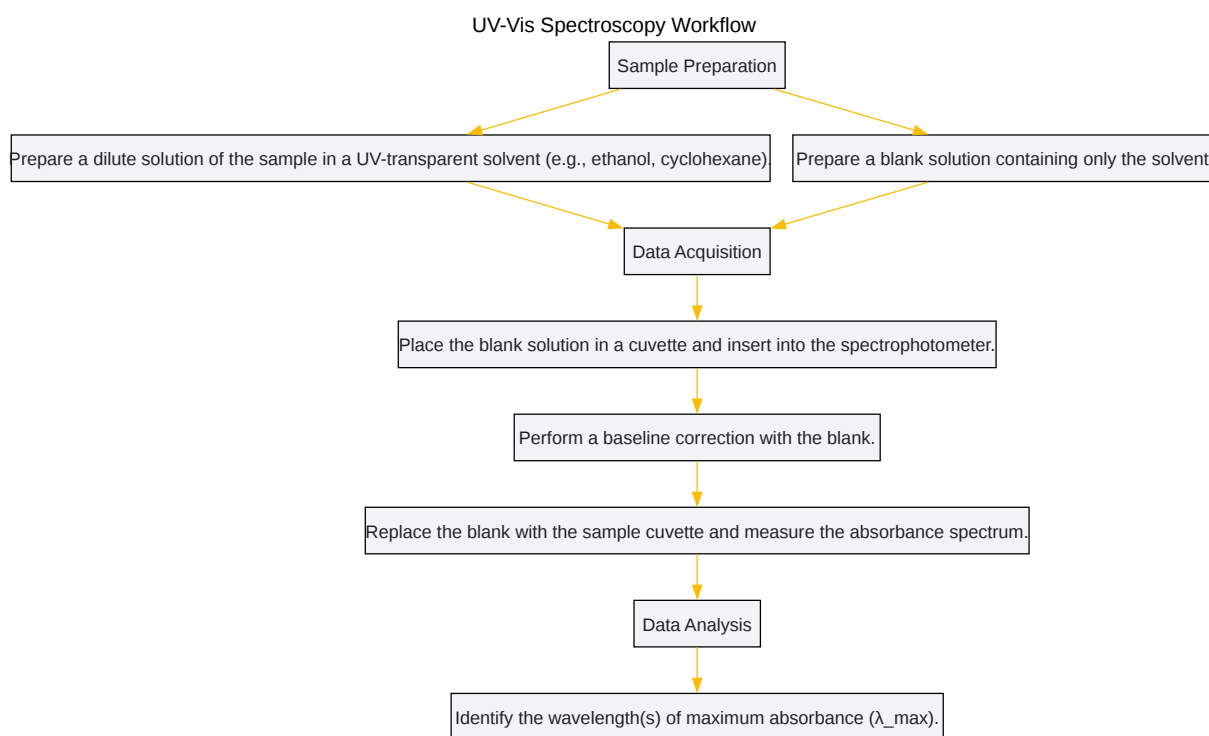 UV-Vis Spectroscopy Workflow
Sample Preparation
Prepare a dilute solution of the sample in a UV-transparent solvent (e.g., ethanol, cyclohexane).
Prepare a blank solution containing only the solvent
Data Acquisition
Place the blank solution in a cuvette and insert into the spectrophotometer.
Perform a baseline correction with the blank.
Replace the blank with the sample cuvette and measure the absorbance spectrum.
Data Analysis
Identify the wavelength(s) of maximum absorbance (λ_max).